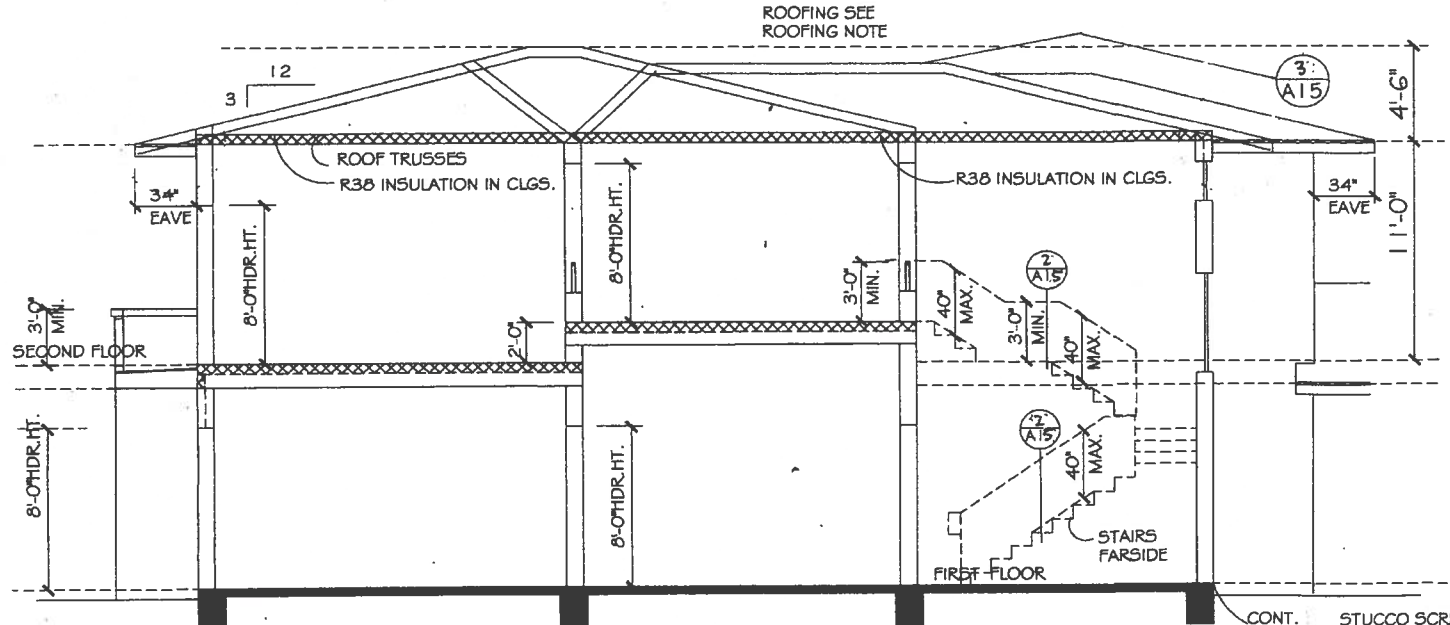 ROOFING SEE
ROOFING NOTE
12
3
3
A15
4'-6"
ROOF TRUSSES
R38 INSULATION IN CLGS.
R38 INSULATION IN CLGS.
34"
EAVE
34"
EAVE
8'-0"HDR.HT.
8'-0"HDR.HT.
11'-0"
3'-0"
MIN.
3'-0"
MIN.
40"
MAX.
2
A15
3'-0"
MIN.
40"
MAX.
2'-0"
SECOND FLOOR
8'-0"HDR.HT.
8'-0"HDR.HT.
2
A15
40"
MAX.
STAIRS
FARSIDE
FIRST FLOOR
CONT.
STUCCO SCR